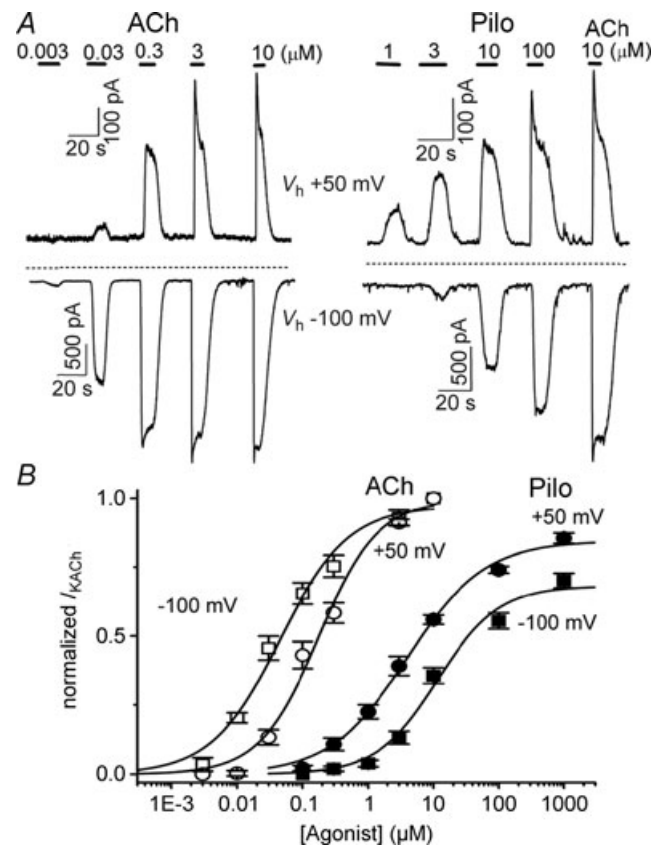 A ACh Pilo ACh
0.003 0.03 0.3 3 10 (μM) 1 3 10 100 10 (μM)
100 pA
20 s
100 pA
20 s
Vh +50 mV
Vh -100 mV
500 pA
20 s
500 pA
20 s
B ACh Pilo
1.0
+50 mV
+50 mV
-100 mV
-100 mV
normalized IKACh
0.5
0.0
1E-3 0.01 0.1 1 10 100 1000
[Agonist] (μM)